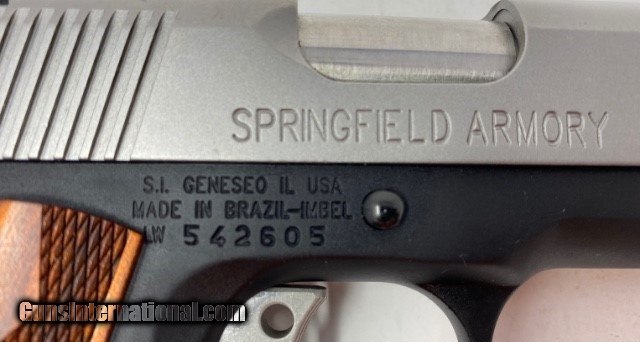 SPRINGFIELD ARMORY
S.I. GENESEO IL USA
MADE IN BRAZIL-IMBEL
LW 542605
GunsInternational.com